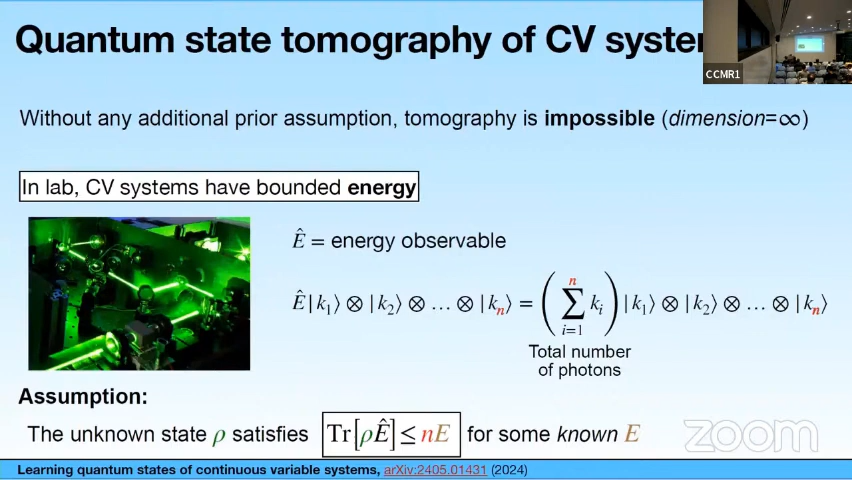 Quantum state tomography of CV
CCMR1
Without any additional prior assumption, tomography is impossible (dimension=∞)
In lab, CV systems have bounded energy
Ê = energy observable
Ê|k₁⟩ ⊗ |k₂⟩ ⊗ … ⊗ |kₙ⟩ = (∑ᵢ₌₁ⁿ kᵢ) |k₁⟩ ⊗ |k₂⟩ ⊗ … ⊗ |kₙ⟩
Total number
of photons
Assumption:
The unknown state ρ satisfies Tr[ρÊ] ≤ nE for some known E
zoom
Learning quantum states of continuous variable systems, arXiv:2405.01431 (2024)